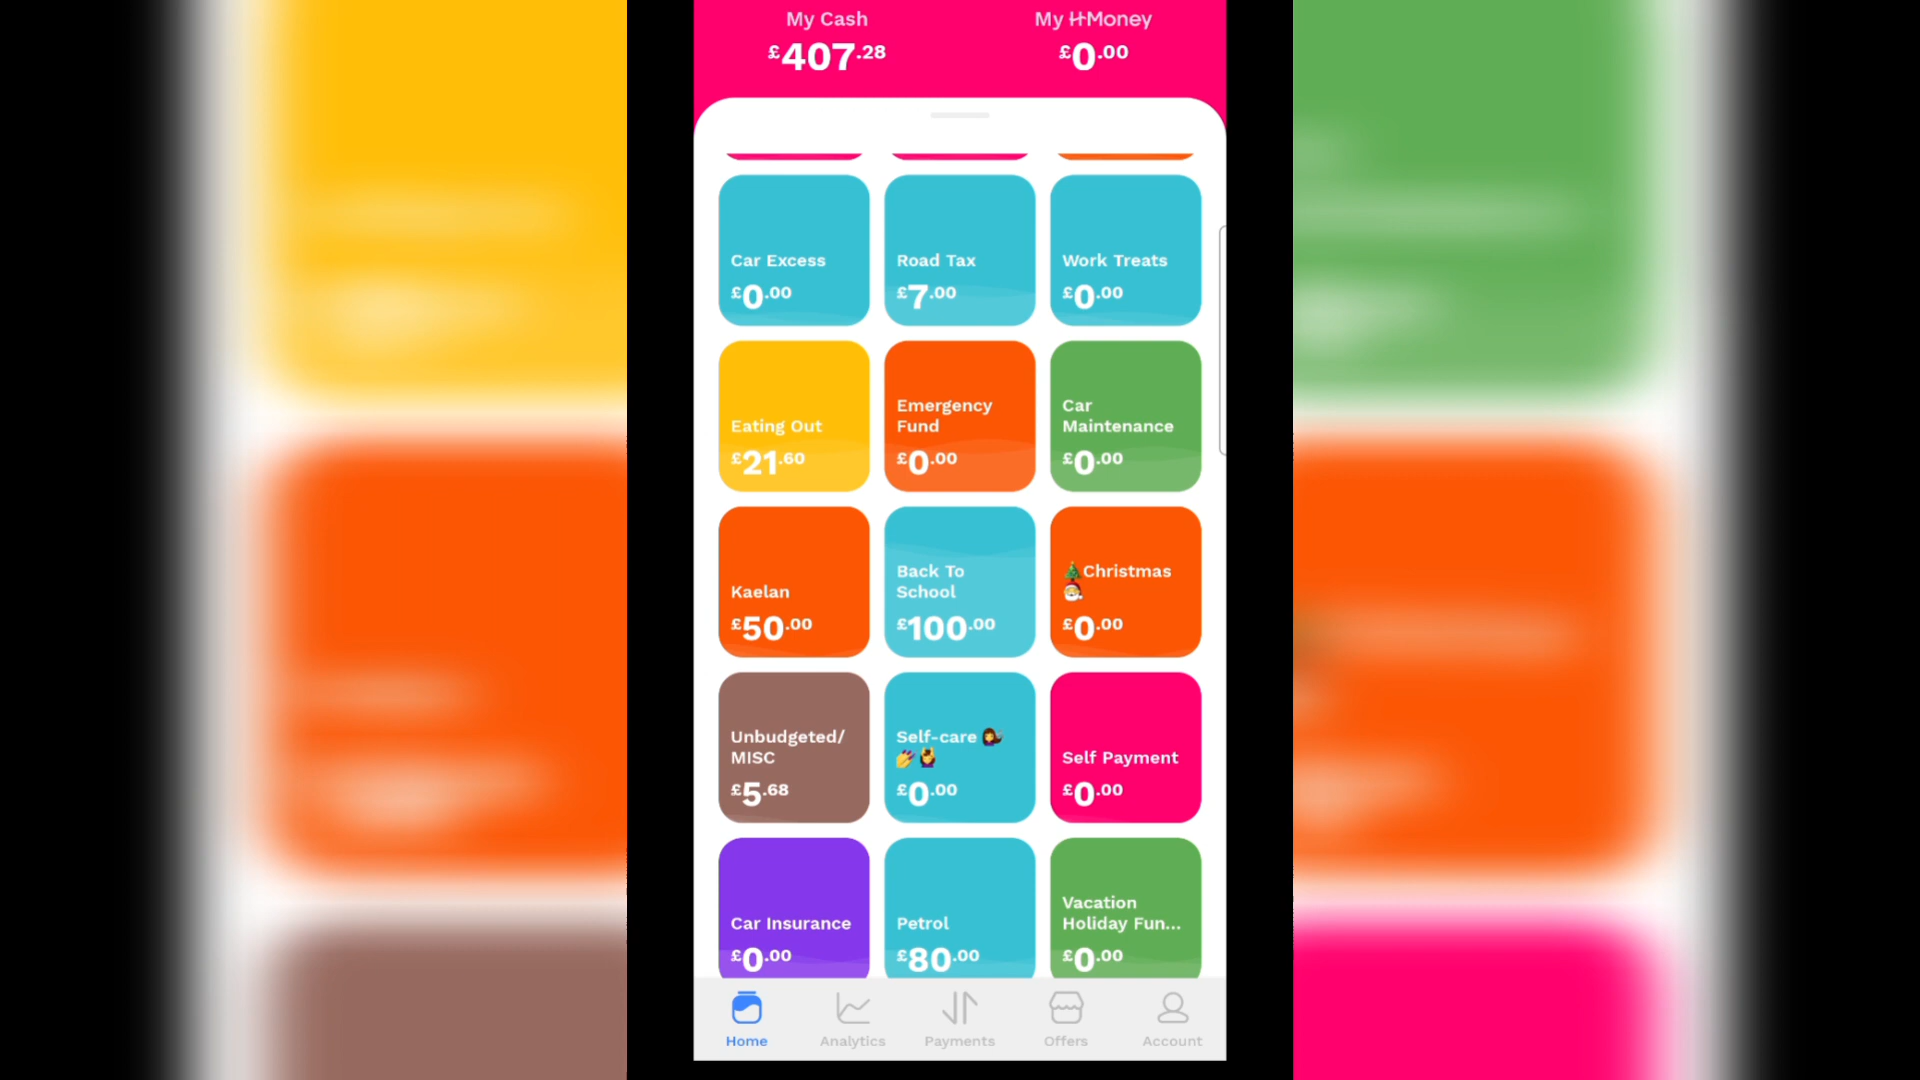 My Cash
£407.28
My HMoney
£0.00
Car Excess
£0.00
Road Tax
£7.00
Work Treats
£0.00
Eating Out
£21.60
Emergency
Fund
£0.00
Car
Maintenance
£0.00
Kaelan
£50.00
Back To
School
£100.00
🎄Christmas
🎅
£0.00
Unbudgeted/
MISC
£5.68
Self-care 💇‍♀️
💅💆‍♀️
£0.00
Self Payment
£0.00
Car Insurance
£0.00
Petrol
£80.00
Vacation
Holiday Fun...
£0.00
Home
Analytics
Payments
Offers
Account